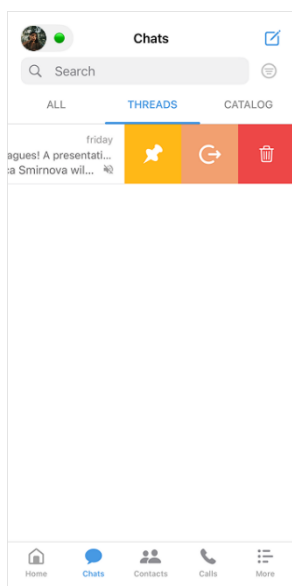 Chats
Search
ALL THREADS CATALOG
friday
agues! A presentati...
a Smirnova wil...
Home Chats Contacts Calls More